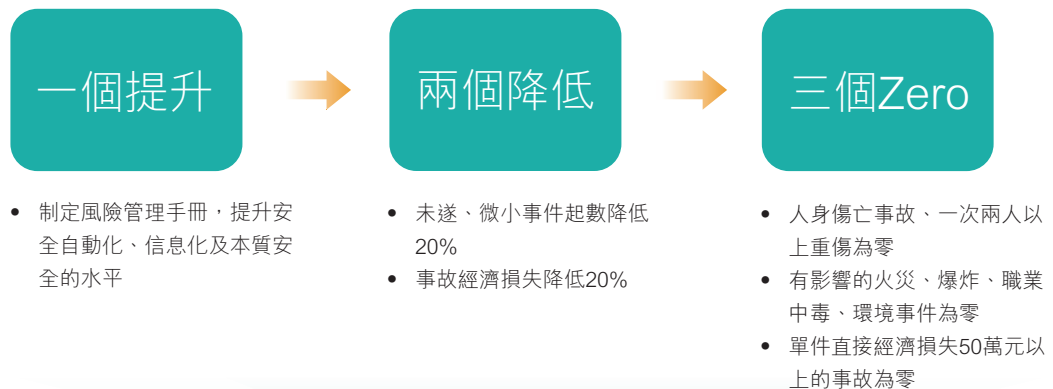 一個提升
兩個降低
三個Zero
• 制定風險管理手冊，提升安
全自動化、信息化及本質安
全的水平
• 未遂、微小事件起數降低
20%
• 事故經濟損失降低20%
• 人身傷亡事故、一次兩人以
上重傷為零
• 有影響的火災、爆炸、職業
中毒、環境事件為零
• 單件直接經濟損失50萬元以
上的事故為零